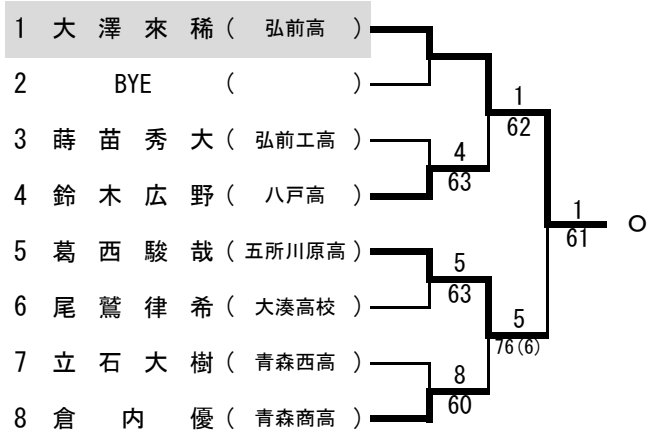 1 大澤來稀 ( 弘前高 )
2 BYE ( )
3 蒔苗秀大 ( 弘前工高 )
4 鈴木広野 ( 八戸高 )
5 葛西駿哉 ( 五所川原高 )
6 尾鷲律希 ( 大湊高校 )
7 立石大樹 ( 青森西高 )
8 倉内優 ( 青森商高 )
4
63
5
63
8
60
1
62
5
76(6)
1
61
O